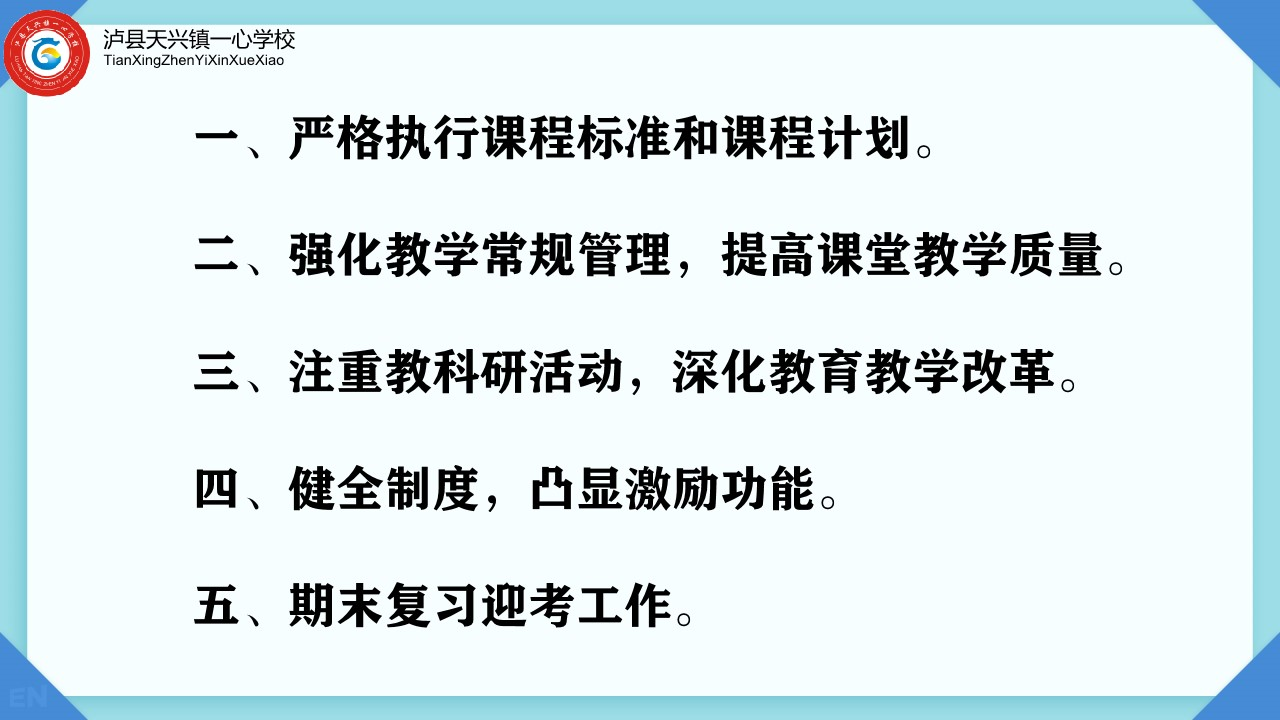 泸县天兴镇一心学校
TianXingZhenYiXinXueXiao
一、严格执行课程标准和课程计划。
二、强化教学常规管理，提高课堂教学质量。
三、注重教科研活动，深化教育教学改革。
四、健全制度，凸显激励功能。
五、期末复习迎考工作。
EN